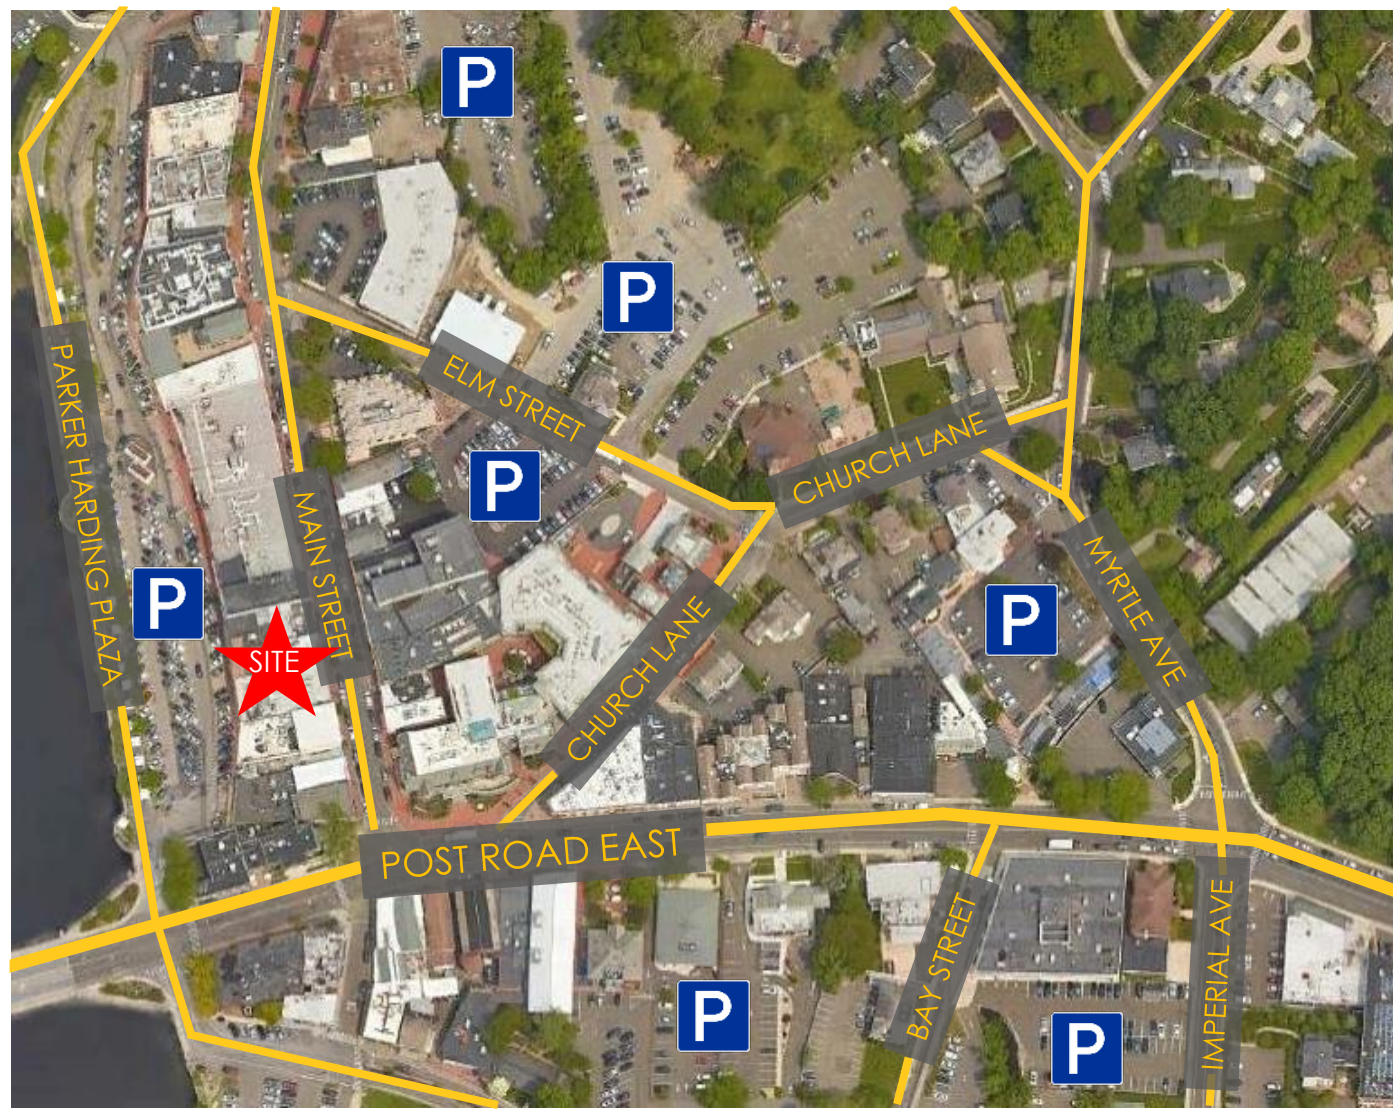 P
P
ELM STREET
PARKER HARDING PLAZA
CHURCH LANE
P
MAIN STREET
P
SITE
P
MYRTLE AVE
CHURCH LANE
POST ROAD EAST
BAY STREET
IMPERIAL AVE
P
P